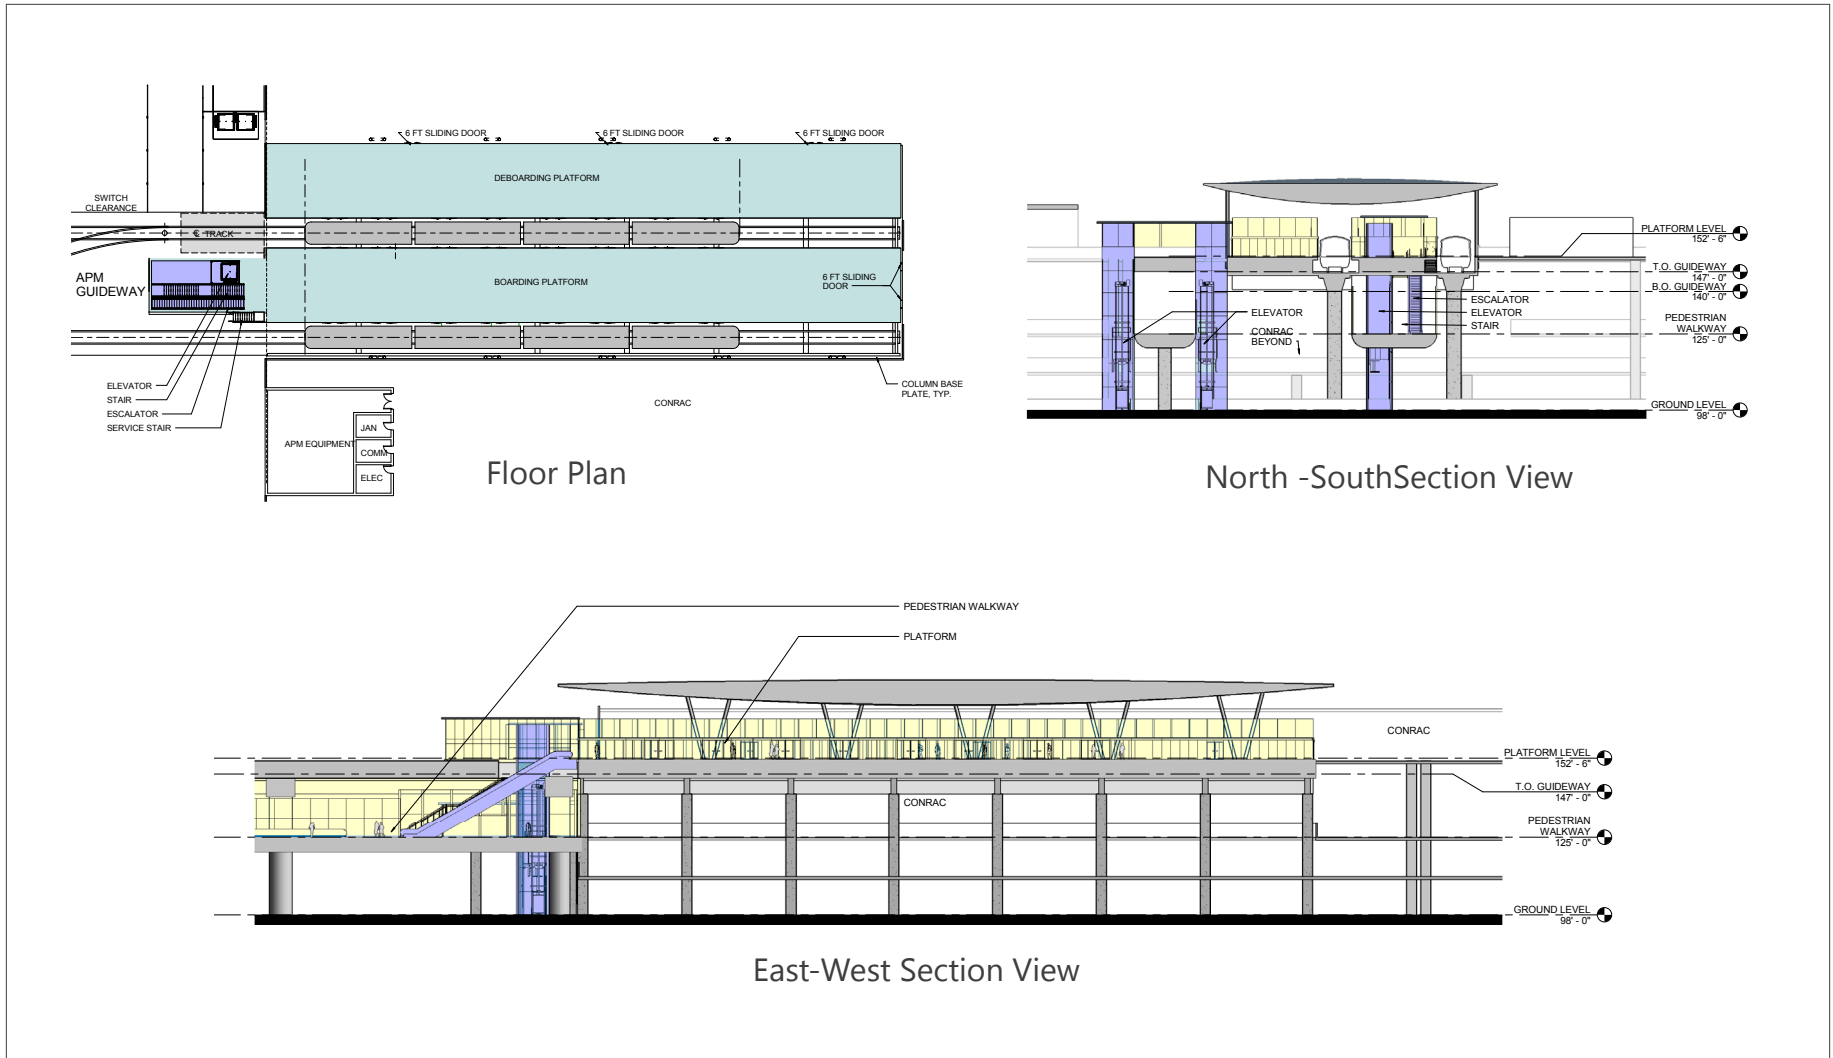 6 FT SLIDING DOOR
6 FT SLIDING DOOR
6 FT SLIDING DOOR
DEBOARDING PLATFORM
SWITCH
CLEARANCE
℄ TRACK
APM
GUIDEWAY
BOARDING PLATFORM
6 FT SLIDING
DOOR
ELEVATOR
STAIR
ESCALATOR
SERVICE STAIR
COLUMN BASE
PLATE, TYP.
CONRAC
APM EQUIPMENT
JAN
COMM
ELEC
Floor Plan
PLATFORM LEVEL
152' - 6"
T.O. GUIDEWAY
147' - 0"
B.O. GUIDEWAY
140' - 0"
ESCALATOR
ELEVATOR
STAIR
ELEVATOR
CONRAC
BEYOND
PEDESTRIAN
WALKWAY
125' - 0"
GROUND LEVEL
98' - 0"
North -SouthSection View
PEDESTRIAN WALKWAY
PLATFORM
CONRAC
PLATFORM LEVEL
152' - 6"
T.O. GUIDEWAY
147' - 0"
CONRAC
PEDESTRIAN
WALKWAY
125' - 0"
GROUND LEVEL
98' - 0"
East-West Section View